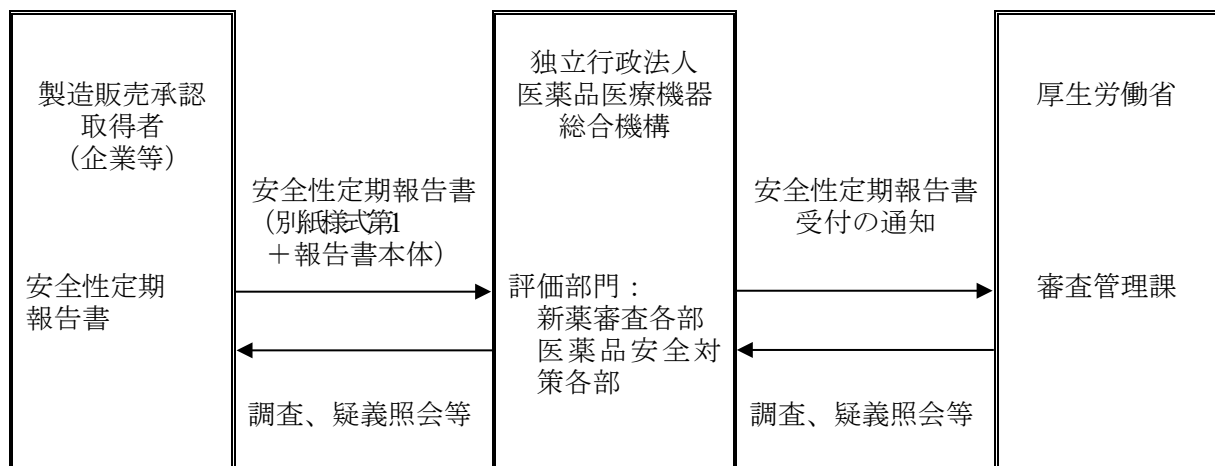 製造販売承認
取得者
（企業等）
安全性定期
報告書
安全性定期報告書
（別紙様式第1
＋報告書本体）
調査、疑義照会等
独立行政法人
医薬品医療機器
総合機構
評価部門：
新薬審査各部
医薬品安全対
策各部
安全性定期報告書
受付の通知
調査、疑義照会等
厚生労働省
審査管理課